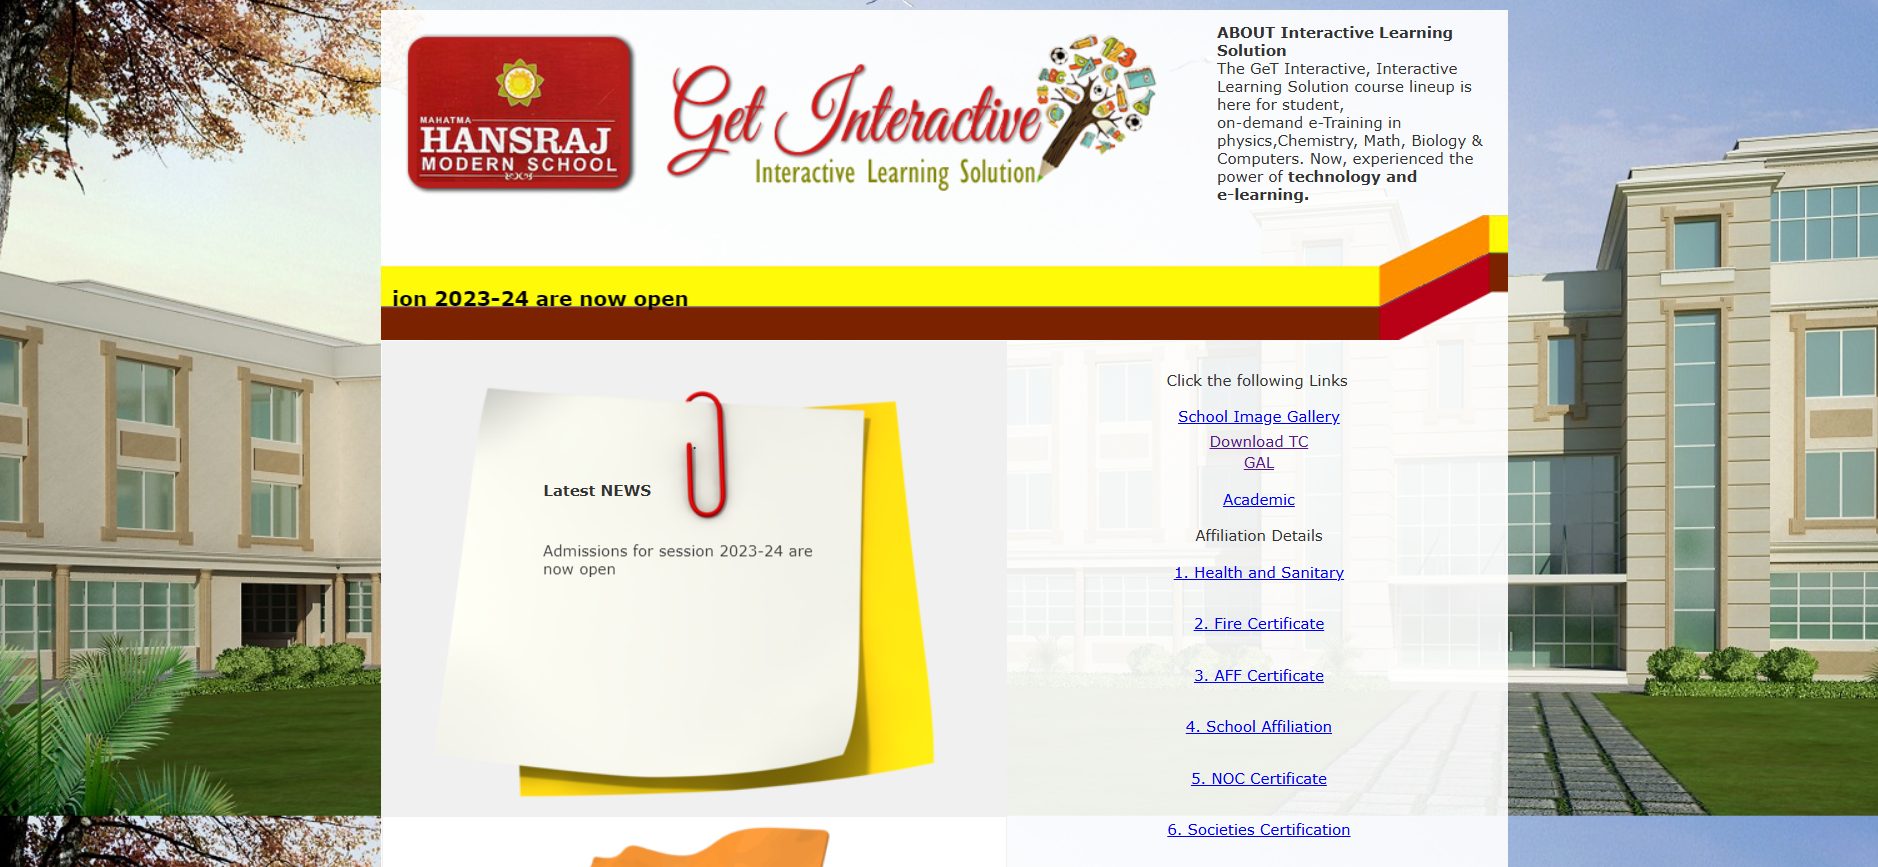 MAHATMA
HANSRAJ
MODERN SCHOOL
Get Interactive
Interactive Learning Solution
ABC
123
ABOUT Interactive Learning
Solution
The GeT Interactive, Interactive
Learning Solution course lineup is
here for student,
on-demand e-Training in
physics,Chemistry, Math, Biology &
Computers. Now, experienced the
power of technology and
e-learning.
ion 2023-24 are now open
Latest NEWS
Admissions for session 2023-24 are
now open
Click the following Links
School Image Gallery
Download TC
GAL
Academic
Affiliation Details
1. Health and Sanitary
2. Fire Certificate
3. AFF Certificate
4. School Affiliation
5. NOC Certificate
6. Societies Certification